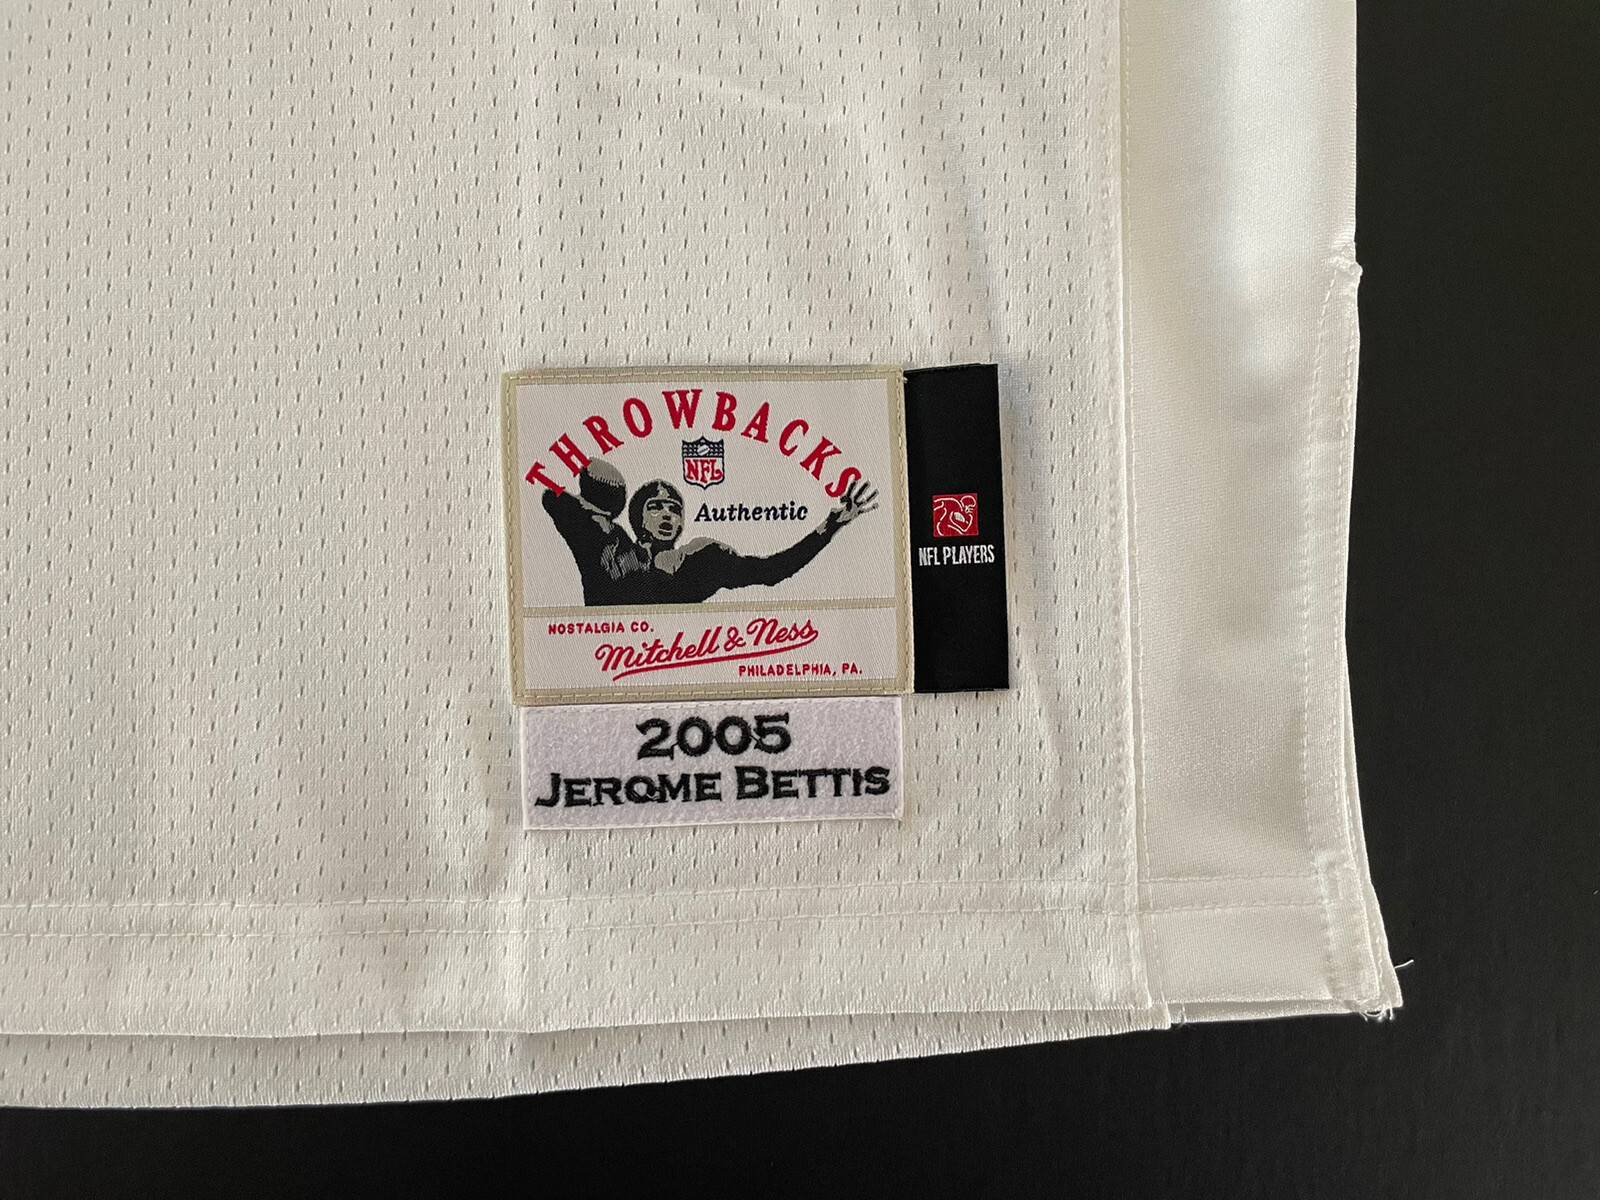 THROWBACKS
NFL
Authentic
NFL PLAYERS
NOSTALGIA CO.
Mitchell & Ness
PHILADELPHIA, PA.
2005
JEROME BETTIS